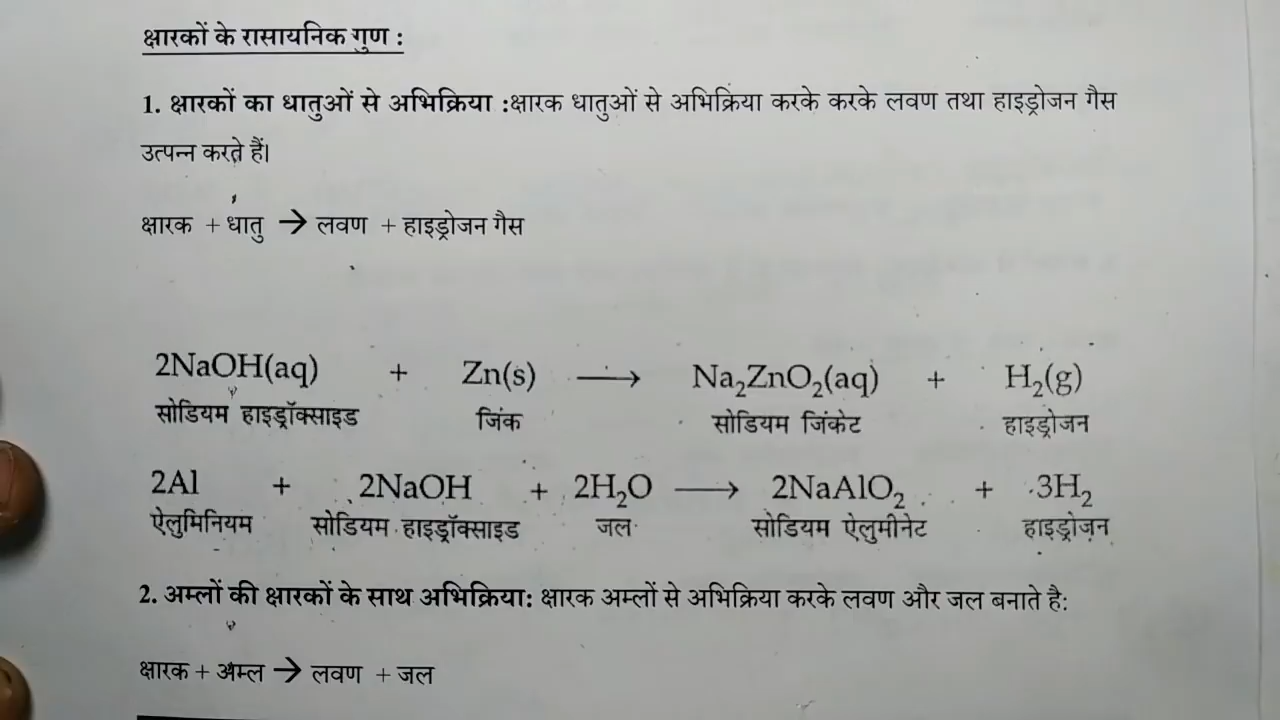 क्षारकों के रासायनिक गुण :
1. क्षारकों का धातुओं से अभिक्रिया :क्षारक धातुओं से अभिक्रिया करके करके लवण तथा हाइड्रोजन गैस
उत्पन्न करते हैं।
क्षारक + धातु → लवण + हाइड्रोजन गैस
2NaOH(aq) + Zn(s) ⟶ Na₂ZnO₂(aq) + H₂(g)
सोडियम हाइड्रॉक्साइड जिंक सोडियम जिंकेट हाइड्रोजन
2Al + 2NaOH + 2H₂O ⟶ 2NaAlO₂ + 3H₂
ऐलुमिनियम सोडियम हाइड्रॉक्साइड जल सोडियम ऐलुमीनेट हाइड्रोजन
2. अम्लों की क्षारकों के साथ अभिक्रिया: क्षारक अम्लों से अभिक्रिया करके लवण और जल बनाते है:
क्षारक + अम्ल → लवण + जल